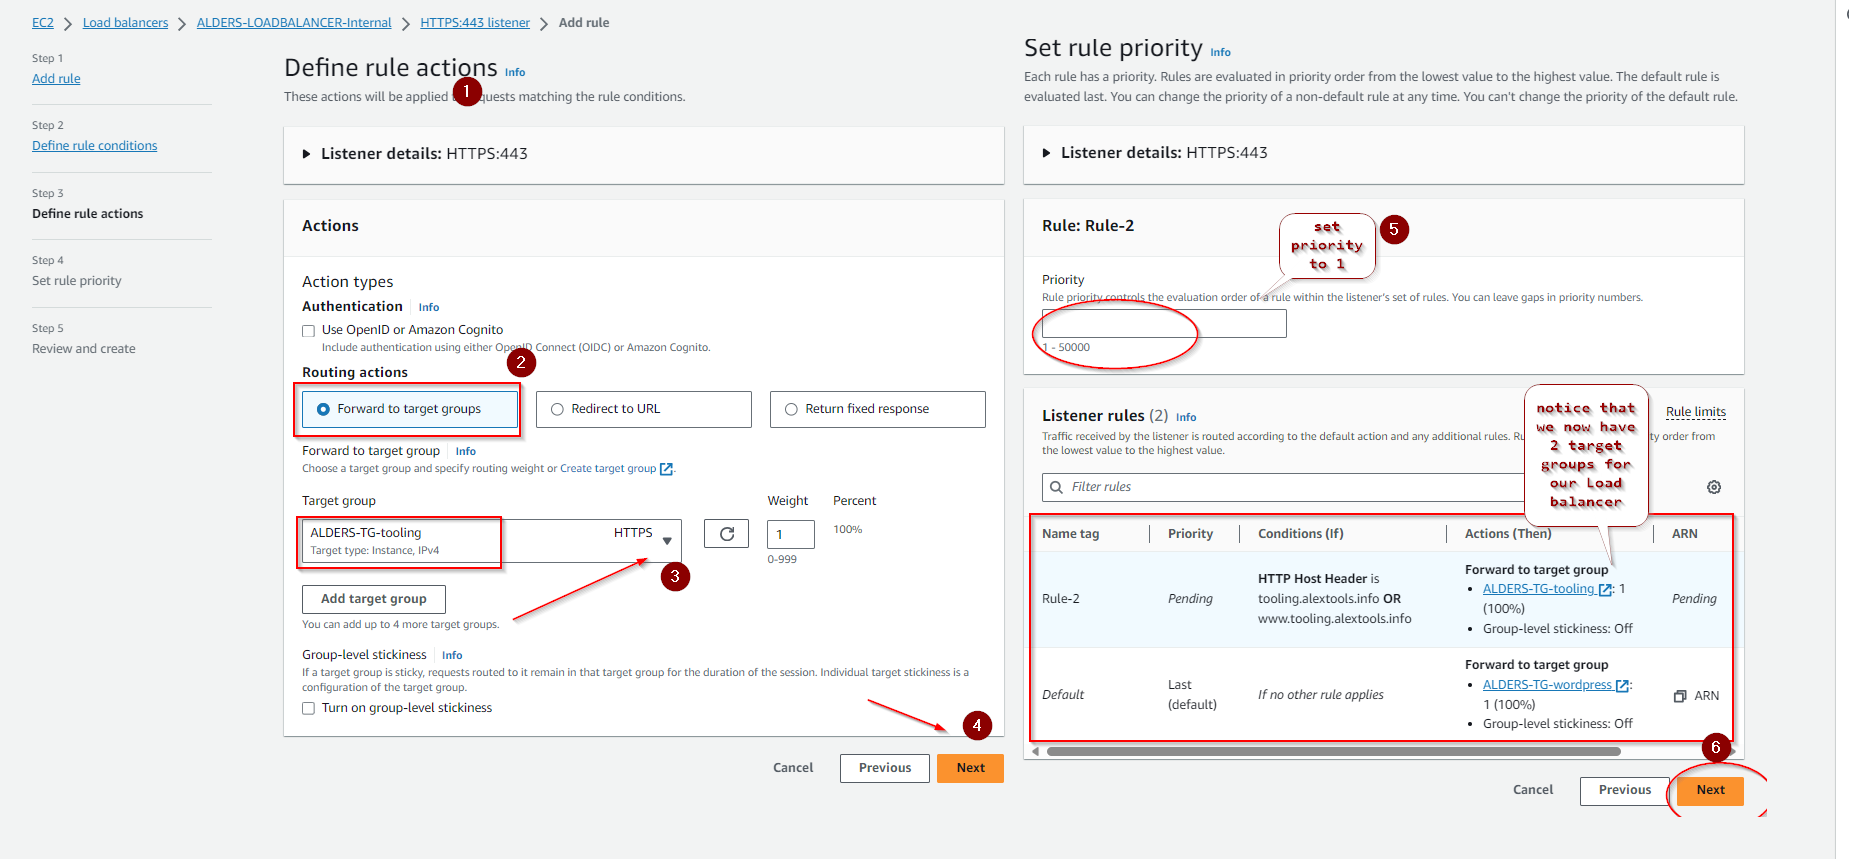 EC2 > Load balancers > ALDERS-LOADBALANCER-Internal > HTTPS:443 listener > Add rule
Step 1
Add rule
Step 2
Define rule conditions
Step 3
Define rule actions
Step 4
Set rule priority
Step 5
Review and create
Define rule actions Info
1
These actions will be applied quests matching the rule conditions.
Listener details: HTTPS:443
Actions
Action types
Authentication Info
Use OpenID or Amazon Cognito
Include authentication using either OpenID Connect (OIDC) or Amazon Cognito.
2
Routing actions
Forward to target groups
Redirect to URL
Return fixed response
Forward to target group Info
Choose a target group and specify routing weight or Create target group
Target group
Weight
Percent
ALDERS-TG-tooling
Target type: Instance, IPv4
HTTPS
1
0-999
100%
3
Add target group
You can add up to 4 more target groups.
Group-level stickiness Info
If a target group is sticky, requests routed to it remain in that target group for the duration of the session. Individual target stickiness is a
configuration of the target group.
Turn on group-level stickiness
4
Cancel
Previous
Next
Set rule priority Info
Each rule has a priority. Rules are evaluated in priority order from the lowest value to the highest value. The default rule is
evaluated last. You can change the priority of a non-default rule at any time. You can't change the priority of the default rule.
Listener details: HTTPS:443
Rule: Rule-2
set
priority
to 1
5
Priority
Rule priority controls the evaluation order of a rule within the listener's set of rules. You can leave gaps in priority numbers.
1 - 50000
Listener rules (2) Info
Rule limits
Traffic received by the listener is routed according to the default action and any additional rules. ty order from
the lowest value to the highest value.
notice that
we now have
2 target
groups for
our Load
balancer
Filter rules
Name tag
Priority
Conditions (If)
Actions (Then)
ARN
Rule-2
Pending
HTTP Host Header is
tooling.alextools.info OR
www.tooling.alextools.info
Forward to target group
• ALDERS-TG-tooling : 1
(100%)
• Group-level stickiness: Off
Pending
Default
Last
(default)
If no other rule applies
Forward to target group
• ALDERS-TG-wordpress :
1 (100%)
• Group-level stickiness: Off
ARN
6
Cancel
Previous
Next